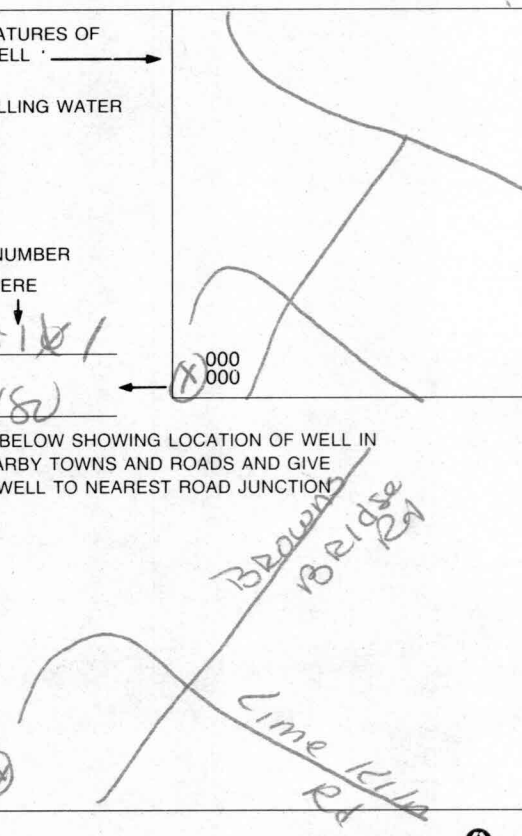 ATURES OF
ELL
LLING WATER
NUMBER
ERE
X 000
000
BELOW SHOWING LOCATION OF WELL IN
ARBY TOWNS AND ROADS AND GIVE
WELL TO NEAREST ROAD JUNCTION
Browns
Bridge
Rd
Lime Kiln
Rd